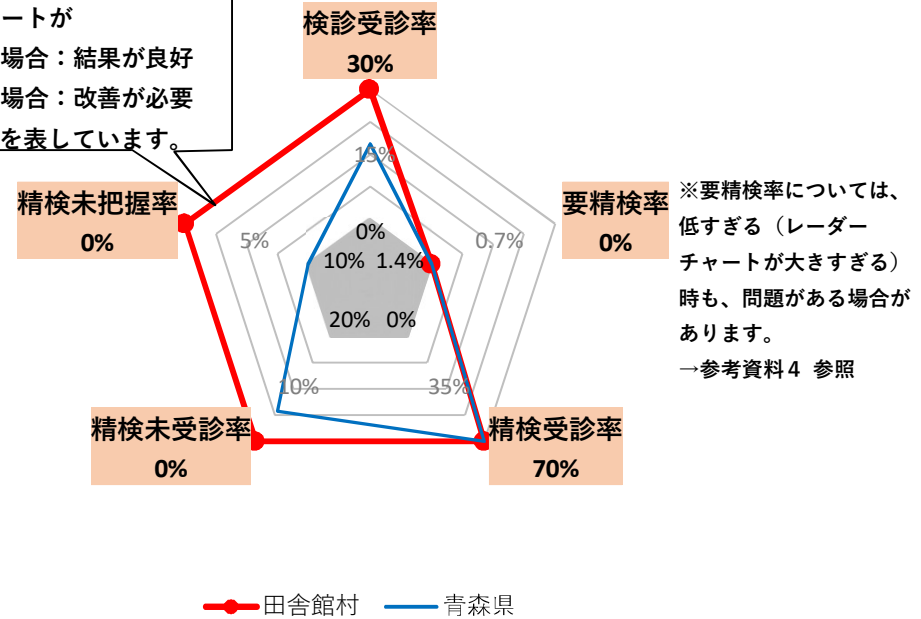 ートが
場合：結果が良好
場合：改善が必要
を表しています。
検診受診率
30%
15%
精検未把握率
0%
5%
要精検率
0%
0.7%
※要精検率については、
低すぎる（レーダー
チャートが大きすぎる）
時も、問題がある場合が
あります。
→参考資料４ 参照
0%
10% 1.4%
20% 0%
10%
35%
精検未受診率
0%
精検受診率
70%
田舎館村
青森県